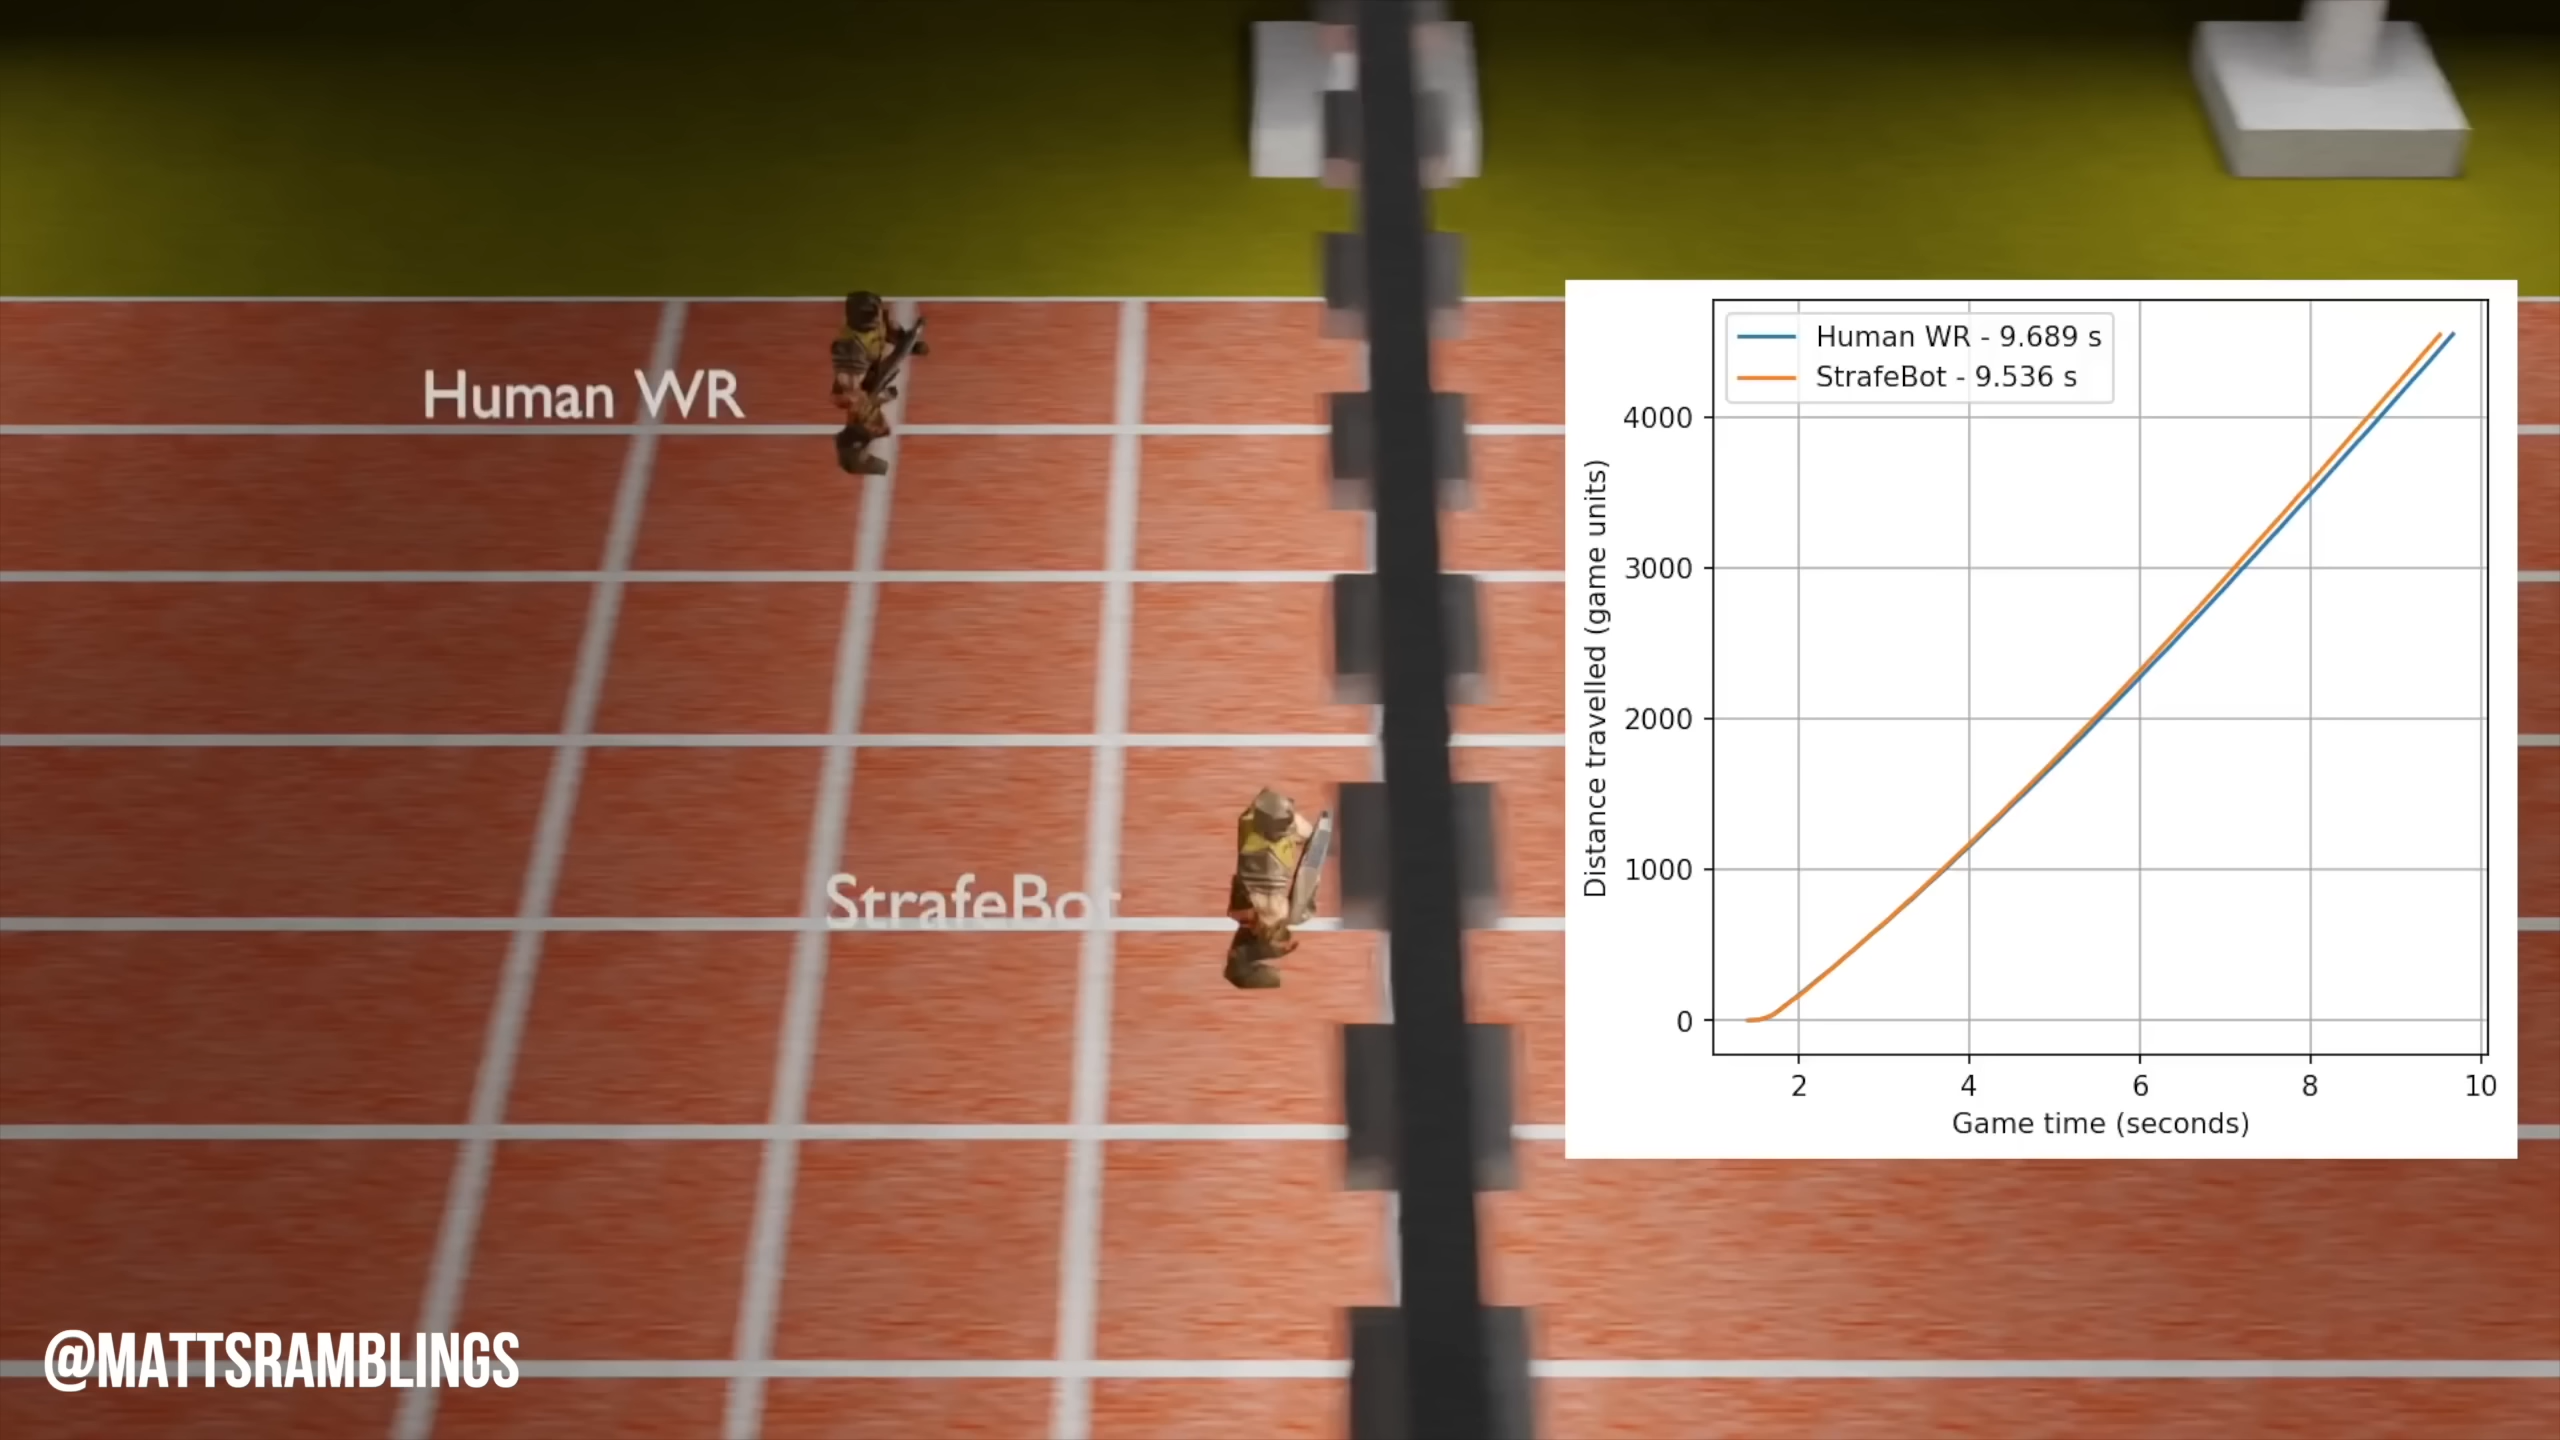 Human WR
StrafeBot
Human WR - 9.689 s
StrafeBot - 9.536 s
Distance travelled (game units)
4000
3000
2000
1000
0
2 4 6 8 10
Game time (seconds)
@MATTSRAMBLINGS